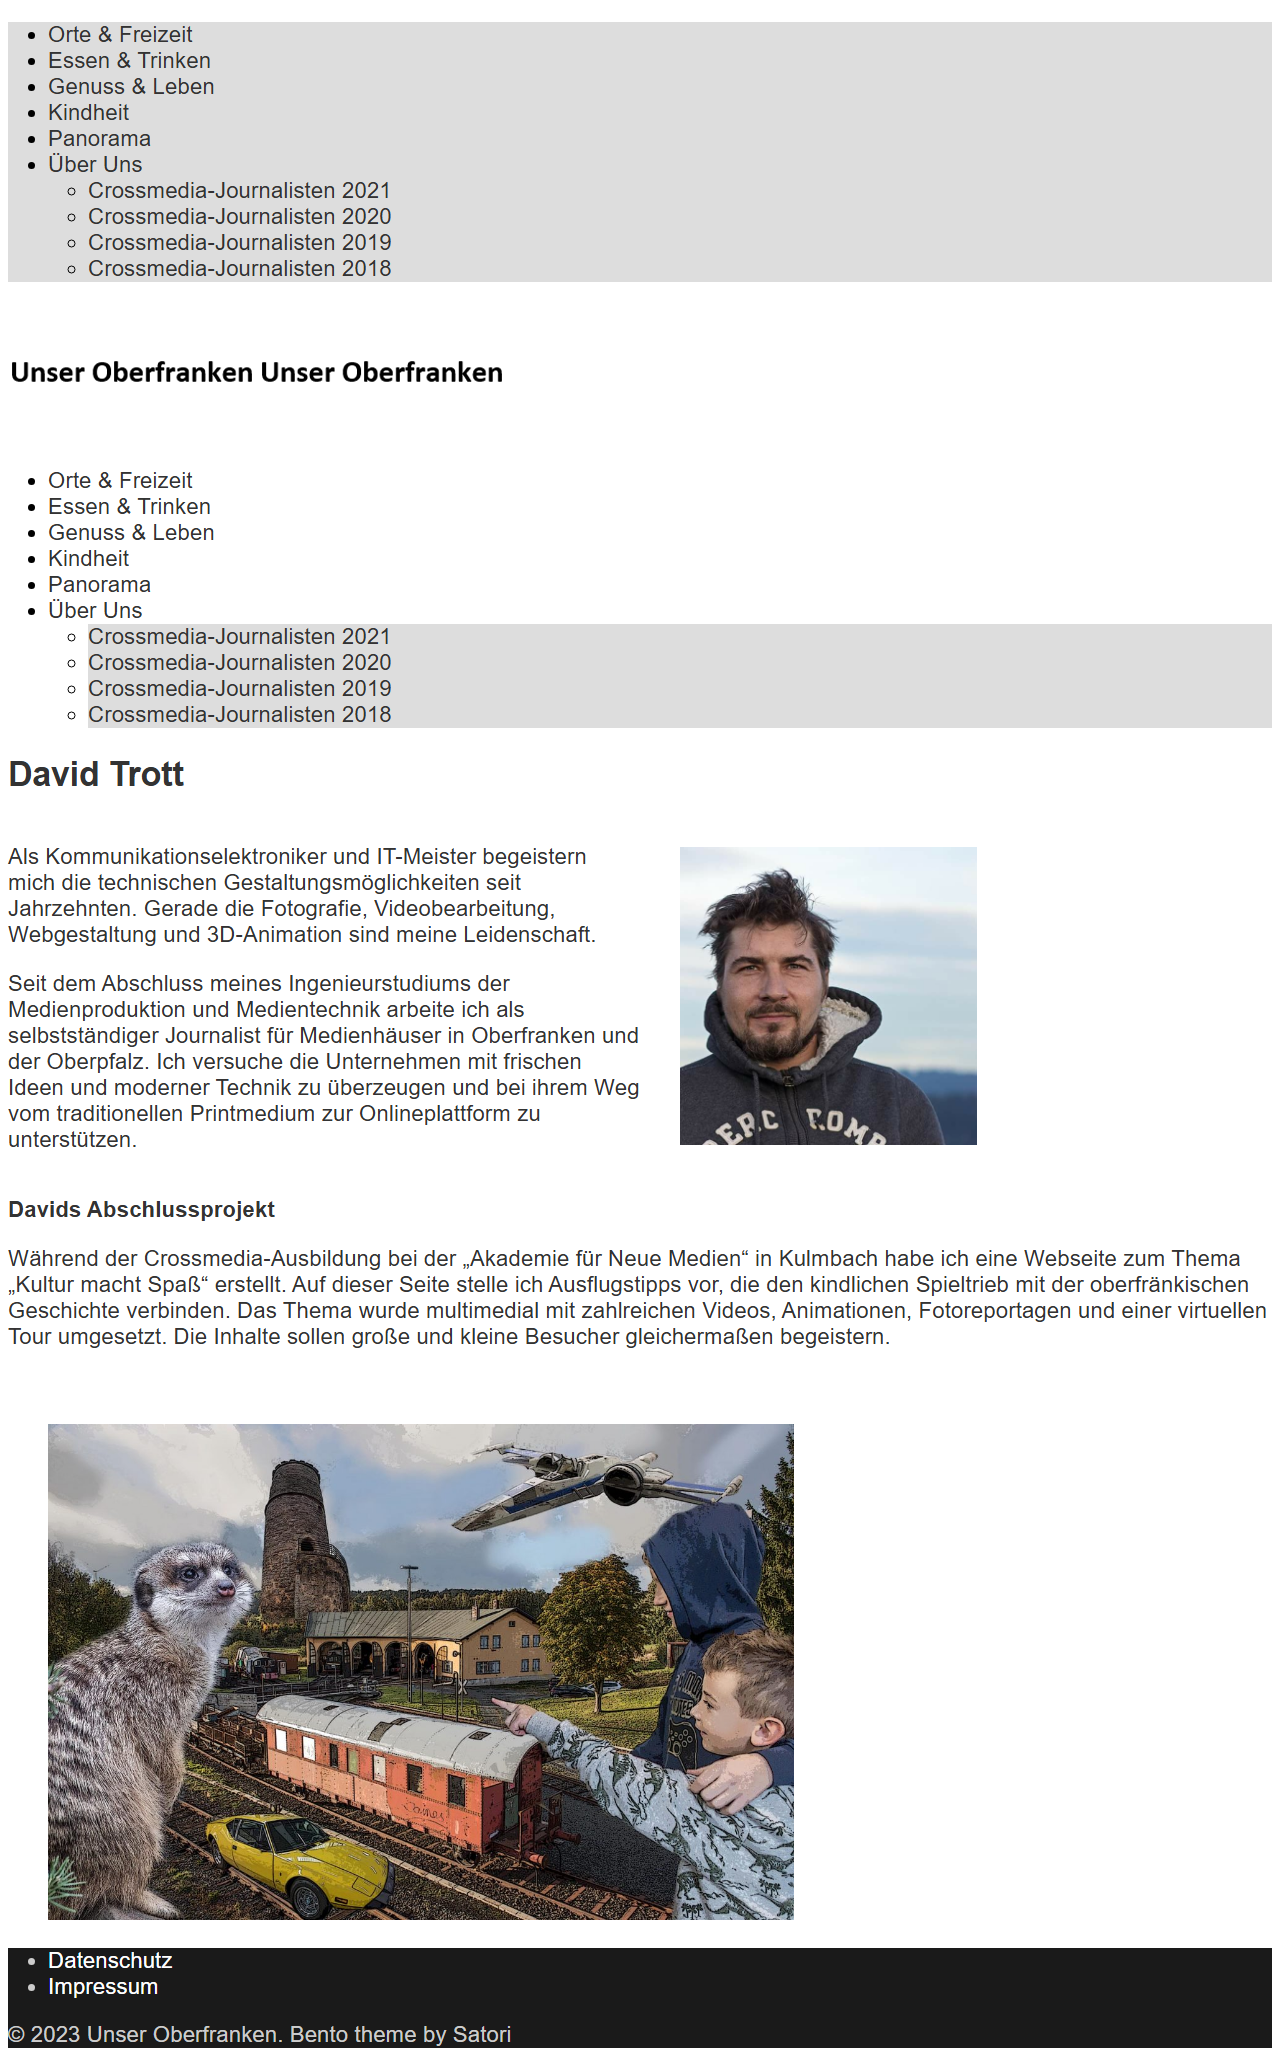 Orte & Freizeit
Essen & Trinken
Genuss & Leben
Kindheit
Panorama
Über Uns
Crossmedia-Journalisten 2021
Crossmedia-Journalisten 2020
Crossmedia-Journalisten 2019
Crossmedia-Journalisten 2018
Unser Oberfranken Unser Oberfranken
Orte & Freizeit
Essen & Trinken
Genuss & Leben
Kindheit
Panorama
Über Uns
Crossmedia-Journalisten 2021
Crossmedia-Journalisten 2020
Crossmedia-Journalisten 2019
Crossmedia-Journalisten 2018
David Trott
Als Kommunikationselektroniker und IT-Meister begeistern
mich die technischen Gestaltungsmöglichkeiten seit
Jahrzehnten. Gerade die Fotografie, Videobearbeitung,
Webgestaltung und 3D-Animation sind meine Leidenschaft.
Seit dem Abschluss meines Ingenieurstudiums der
Medienproduktion und Medientechnik arbeite ich als
selbstständiger Journalist für Medienhäuser in Oberfranken und
der Oberpfalz. Ich versuche die Unternehmen mit frischen
Ideen und moderner Technik zu überzeugen und bei ihrem Weg
vom traditionellen Printmedium zur Onlineplattform zu
unterstützen.
Davids Abschlussprojekt
Während der Crossmedia-Ausbildung bei der „Akademie für Neue Medien“ in Kulmbach habe ich eine Webseite zum Thema
„Kultur macht Spaß“ erstellt. Auf dieser Seite stelle ich Ausflugstipps vor, die den kindlichen Spieltrieb mit der oberfränkischen
Geschichte verbinden. Das Thema wurde multimedial mit zahlreichen Videos, Animationen, Fotoreportagen und einer virtuellen
Tour umgesetzt. Die Inhalte sollen große und kleine Besucher gleichermaßen begeistern.
Datenschutz
Impressum
© 2023 Unser Oberfranken. Bento theme by Satori